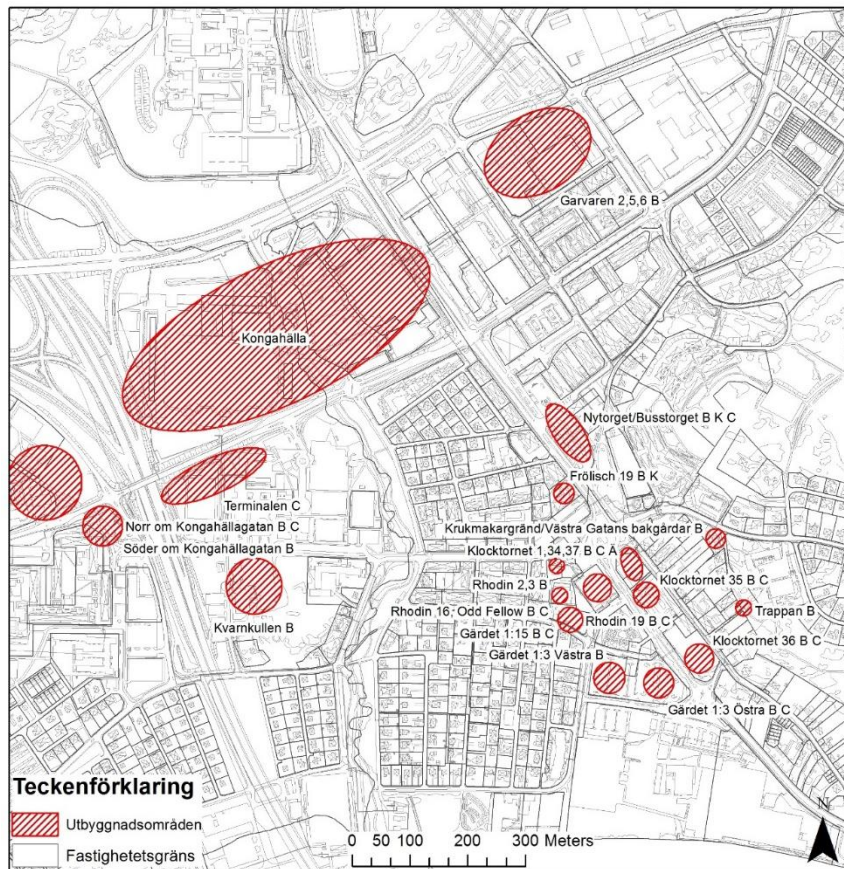 Garvaren 2,5,6 B
Kongahälla
Nytorget/Busstorget B K C
Frölisch 19 B K
Terminalen C
Norr om Kongahällagatan B C
Krukmakargränd/Västra Gatans bakgårdar B
Söder om Kongahällagatan B
Klocktornet 1,34,37 B C A
Rhodin 2,3 B
Klocktornet 35 B C
Rhodin 16, Odd Fellow B C
Trappan B
Rhodin 19 B C
Kvarnkullen B
Gärdet 1:15 B C
Klocktornet 36 B C
Gärdet 1:3 Västra B
Gärdet 1:3 Östra B C
Teckenförklaring
Utbyggnadsområden
Fastighetetsgräns
0 50 100 200 300 Meters
N